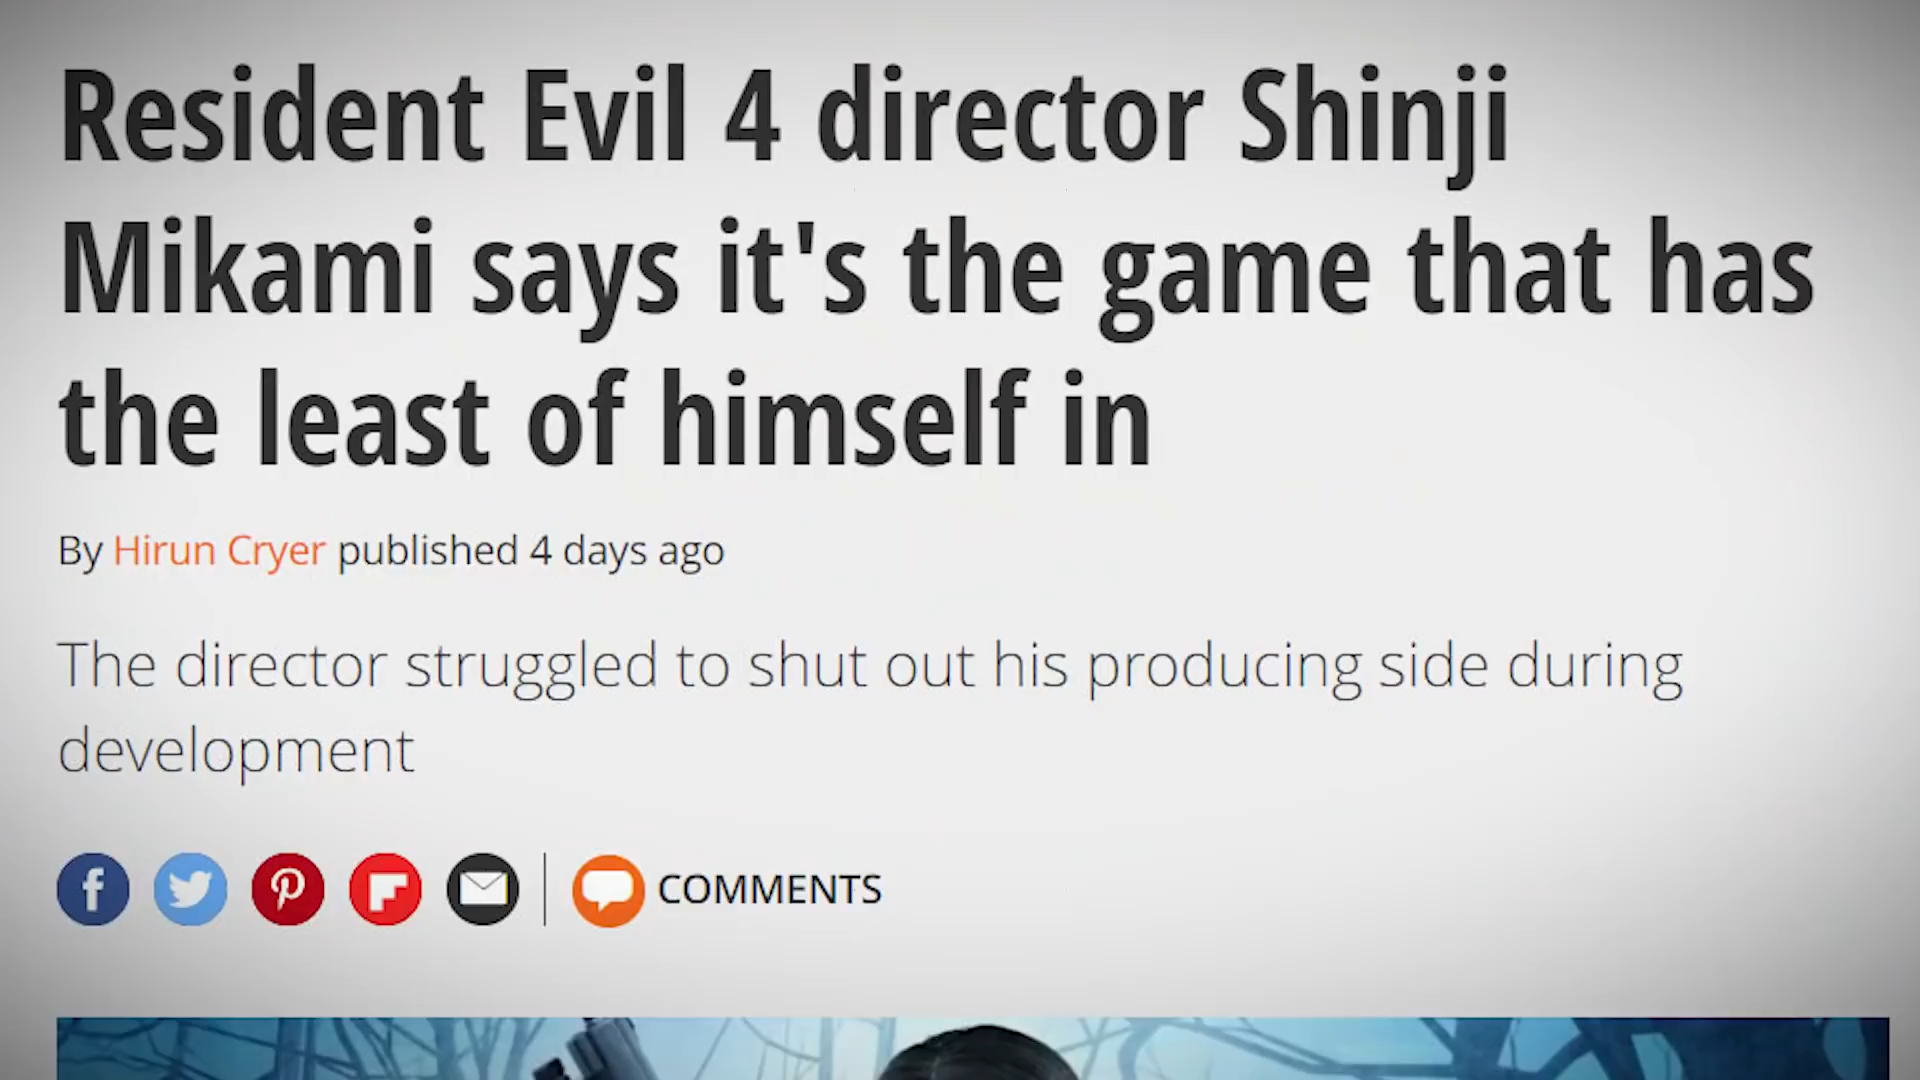 Resident Evil 4 director Shinji
Mikami says it's the game that has
the least of himself in
By Hirun Cryer published 4 days ago
The director struggled to shut out his producing side during
development
COMMENTS